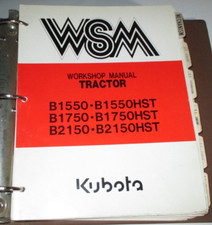 WSM
WORKSHOP MANUAL
TRACTOR
B1550・B1550HST
B1750・B1750HST
B2150・B2150HST
Kubota